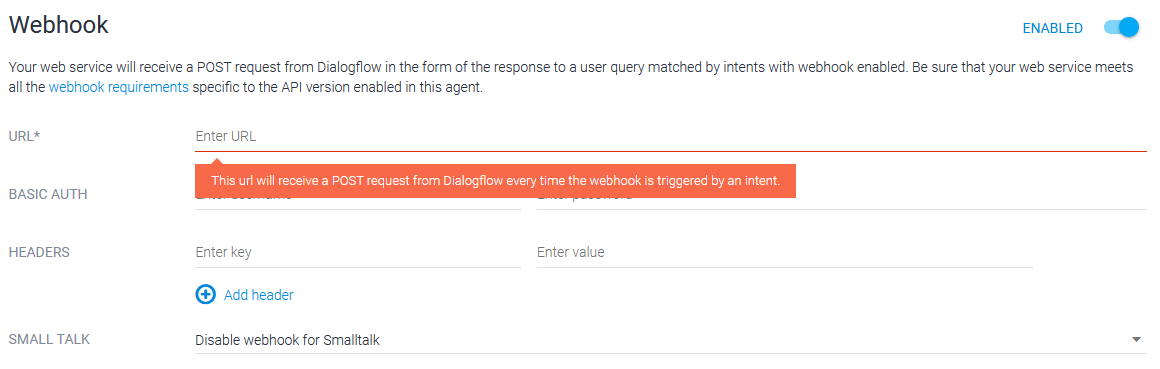 Webhook
ENABLED
Your web service will receive a POST request from Dialogflow in the form of the response to a user query matched by intents with webhook enabled. Be sure that your web service meets
all the webhook requirements specific to the API version enabled in this agent.
URL*
Enter URL
This url will receive a POST request from Dialogflow every time the webhook is triggered by an intent.
BASIC AUTH
HEADERS
Enter key
Enter value
Add header
SMALL TALK
Disable webhook for Smalltalk